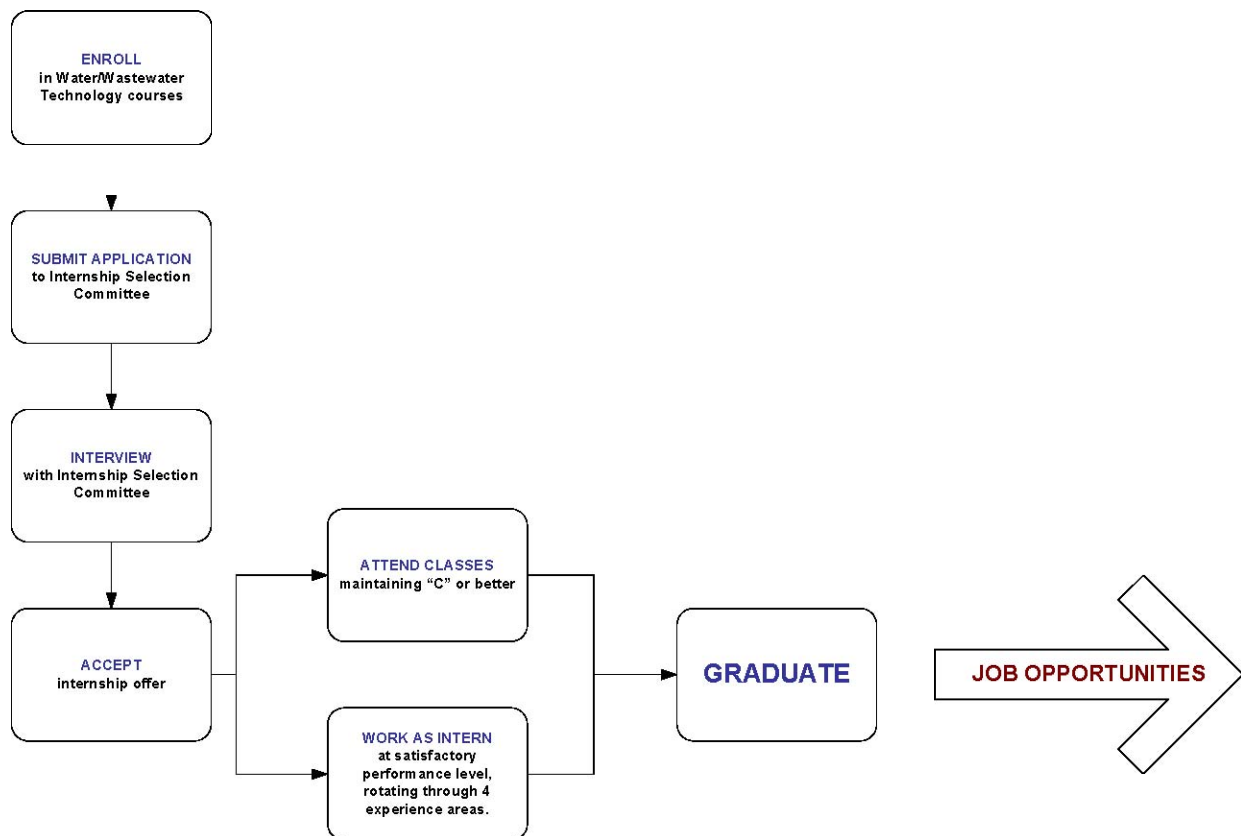 ENROLL
in Water/Wastewater
Technology courses
SUBMIT APPLICATION
to Internship Selection
Committee
INTERVIEW
with Internship Selection
Committee
ACCEPT
internship offer
ATTEND CLASSES
maintaining “C” or better
WORK AS INTERN
at satisfactory
performance level,
rotating through 4
experience areas.
GRADUATE
JOB OPPORTUNITIES